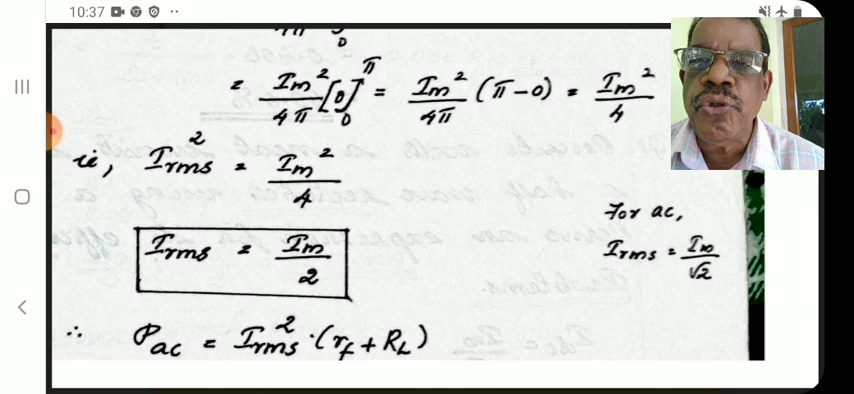 10:37
= Im²/4π [θ]₀^π = Im²/4π (π-0) = Im²/4
ie, Irms² = Im²/4
For ac,
Irms = Im/√2
Irms = Im/2
∴ Pac = Irms² · (rf + RL)